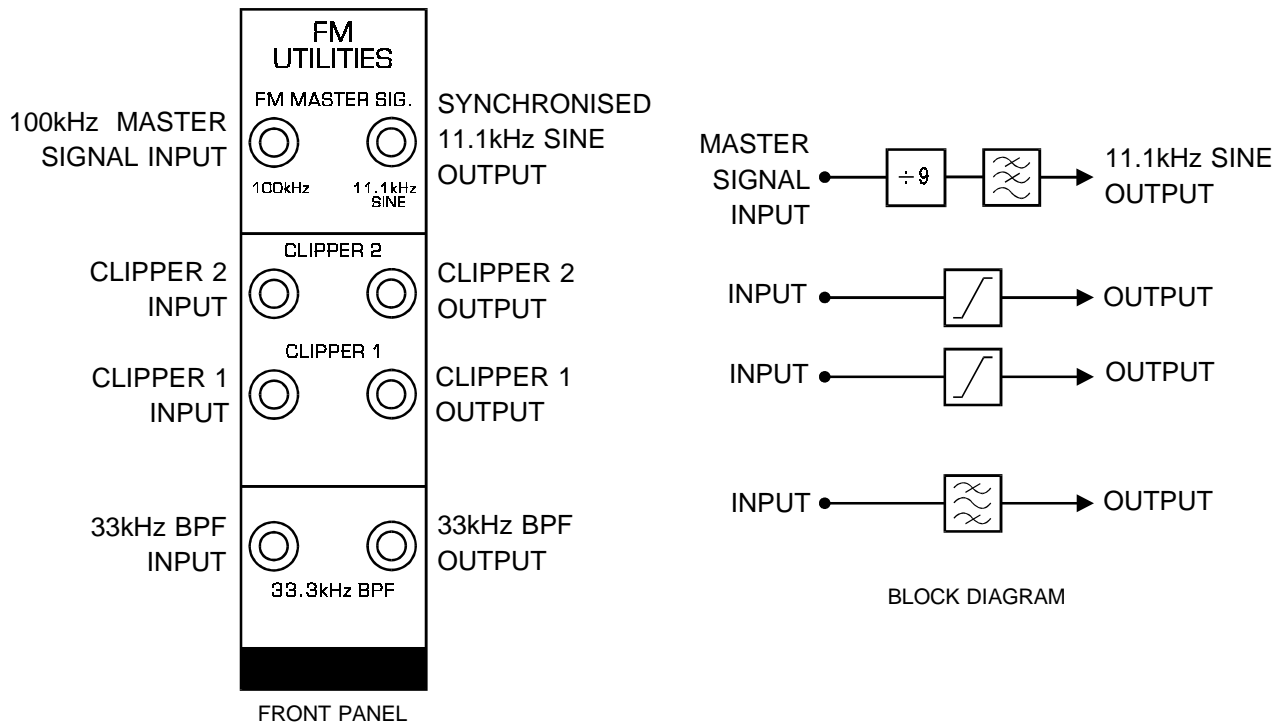 FM
UTILITIES
FM MASTER SIG.
100kHz MASTER
SIGNAL INPUT
SYNCHRONISED
11.1kHz SINE
OUTPUT
100kHz
11.1kHz
SINE
CLIPPER 2
CLIPPER 2
INPUT
CLIPPER 2
OUTPUT
CLIPPER 1
CLIPPER 1
INPUT
CLIPPER 1
OUTPUT
33kHz BPF
INPUT
33kHz BPF
OUTPUT
33.3kHz BPF
FRONT PANEL
MASTER
SIGNAL
INPUT
÷9
11.1kHz SINE
OUTPUT
INPUT
OUTPUT
INPUT
OUTPUT
INPUT
OUTPUT
BLOCK DIAGRAM